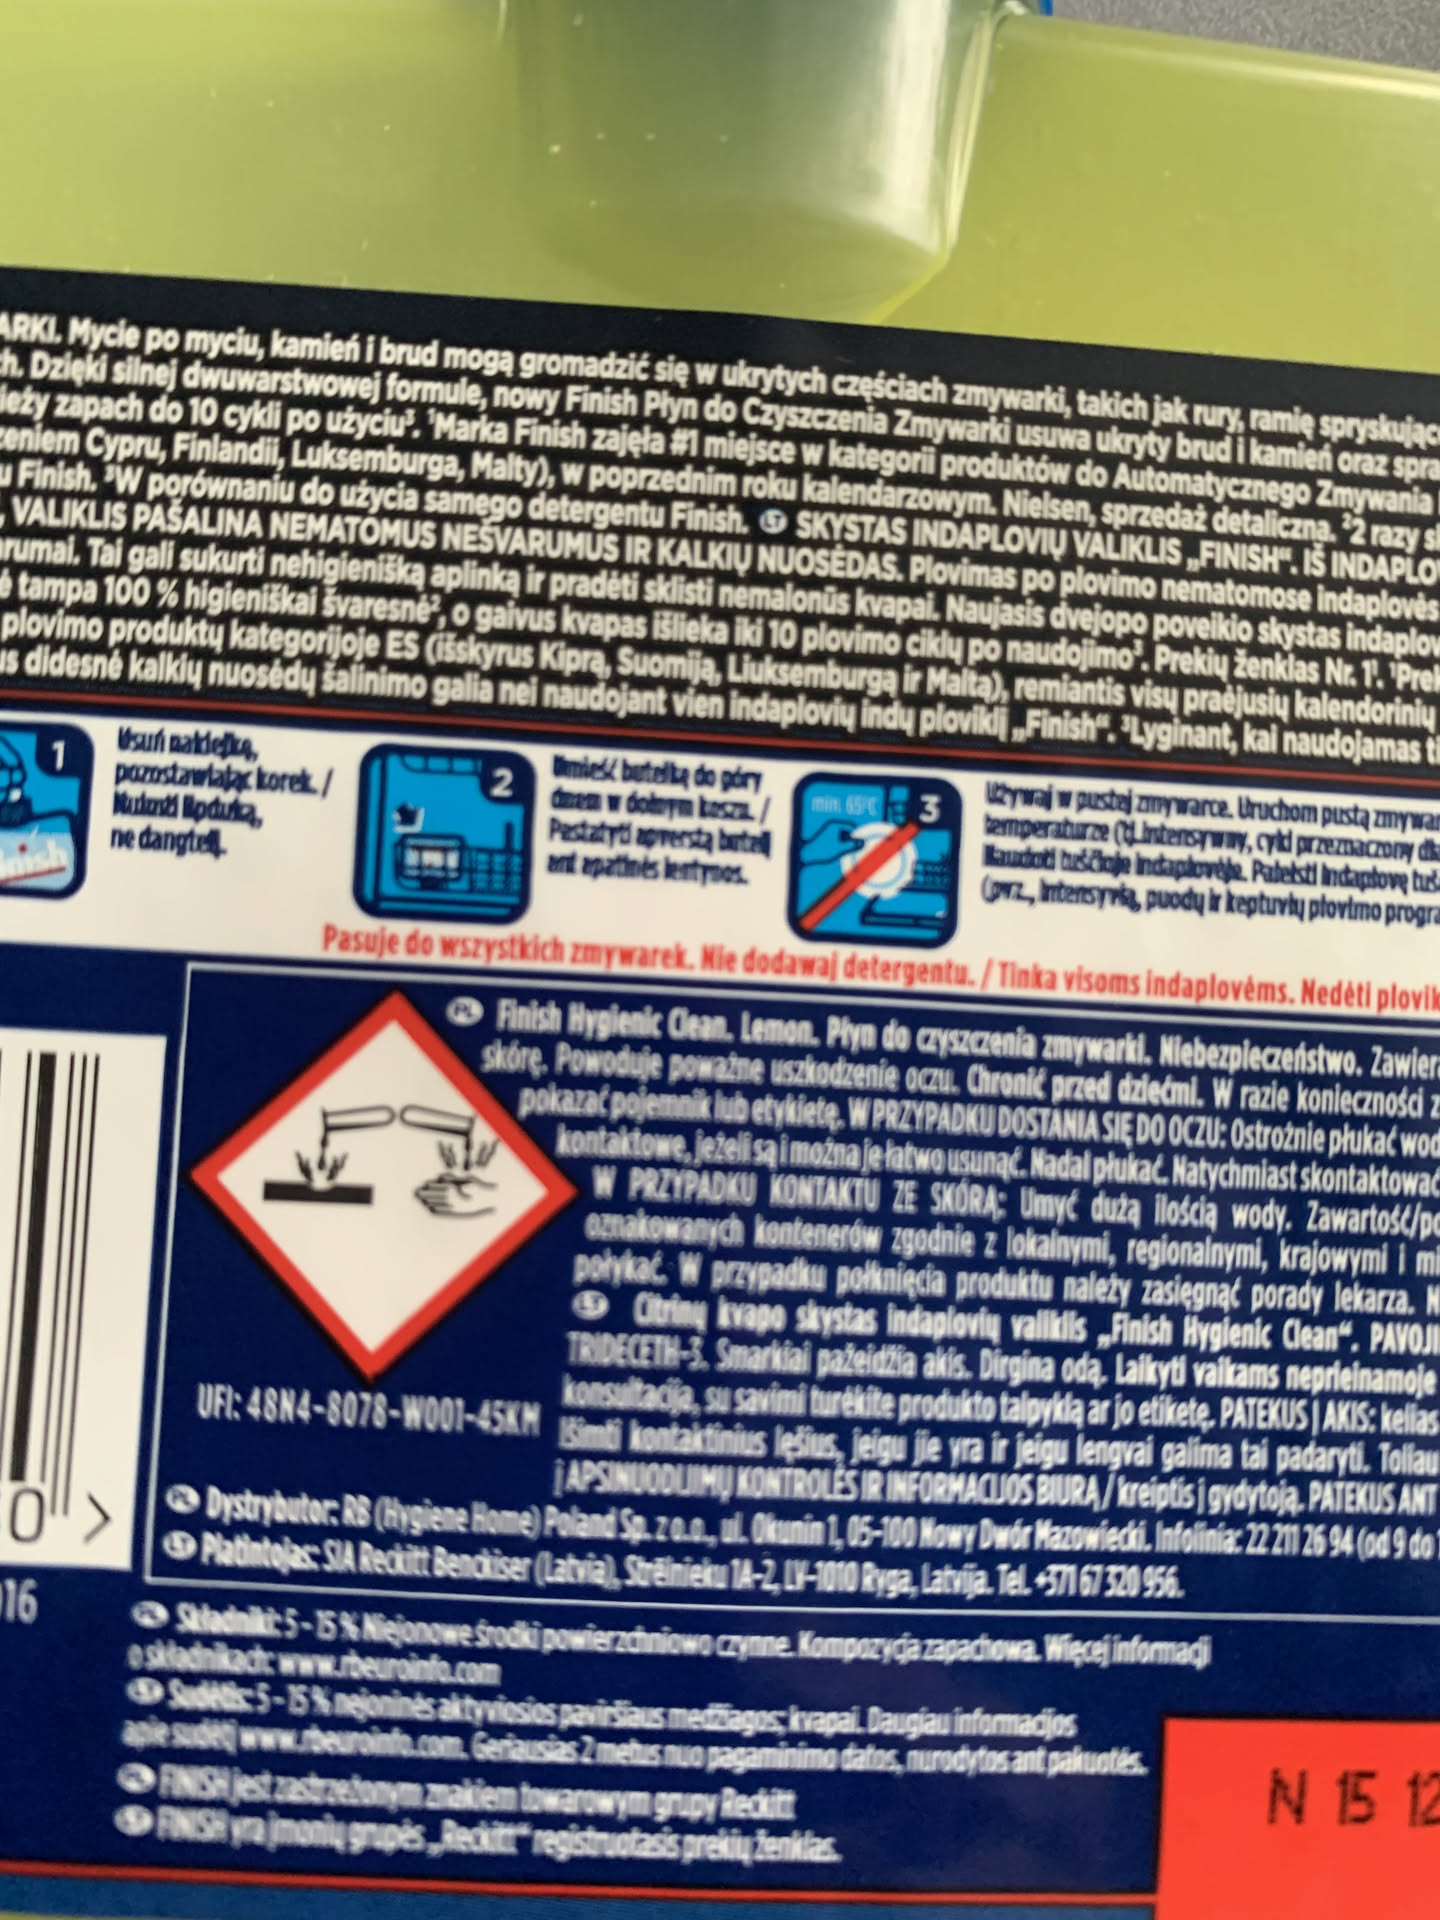 ARKI. Mycie po myciu, kamień i brud mogą gromadzić się w ukrytych częściach zmywarki, takich jak rury, ramię spryskując
ch. Dzięki silnej dwuwarstwowej formule, nowy Finish Płyn do Czyszczenia Zmywarki usuwa ukryty brud i kamień oraz spra
ieży zapach do 10 cykli po użyciu³. ¹Marka Finish zajęła #1 miejsce w kategorii produktów do Automatycznego Zmywania
zeniem Cypru, Finlandii, Luksemburga, Malty), w poprzednim roku kalendarzowym. Nielsen, sprzedaż detaliczna. ²2 razy s
u Finish. ³W porównaniu do użycia samego detergentu Finish. LT SKYSTAS INDAPLOVIŲ VALIKLIS „FINISH“. IŠ INDAPLO
, VALIKLIS PAŠALINA NEMATOMUS NEŠVARUMUS IR KALKIŲ NUOSĖDAS. Plovimas po plovimo nematomose indaplovės
rumai. Tai gali sukurti nehigienišką aplinką ir pradėti sklisti nemalonūs kvapai. Naujasis dvejopo poveikio skystas indaplov
ė tampa 100 % higieniškai švaresnė², o gaivus kvapas išlieka iki 10 plovimo ciklų po naudojimo³. Prekių ženklas Nr. 1¹. ¹Prek
plovimo produktų kategorijoje ES (išskyrus Kiprą, Suomiją, Liuksemburgą ir Maltą), remiantis visų praėjusių kalendorinių
us didesnė kalkių nuosėdų šalinimo galia nei naudojant vien indaplovių indų ploviklį „Finish“. ³Lyginant, kai naudojamas ti
1
Usuń naklejkę,
pozostawiając korek. /
Nuimti lipduką,
ne dangtelį.
inish
2
Umieść butelkę do góry
dnem w dolnym koszu. /
Pastatyti apverstą butelį
ant apatinės lentynos.
min. 65°C
3
Używaj w pustej zmywarce. Uruchom pustą zmywar
temperaturze (tj. Intensywny, cykl przeznaczony dla
Naudoti tuščioje indaplovėje. Paleisti indaplovę tuš
(pvz., intensyvią, puodų ir keptuvių plovimo progra
Pasuje do wszystkich zmywarek. Nie dodawaj detergentu. / Tinka visoms indaplovėms. Nedėti plovik
PL Finish Hygienic Clean. Lemon. Płyn do czyszczenia zmywarki. Niebezpieczeństwo. Zawiera
skórę. Powoduje poważne uszkodzenie oczu. Chronić przed dziećmi. W razie konieczności z
pokazać pojemnik lub etykietę. W PRZYPADKU DOSTANIA SIĘ DO OCZU: Ostrożnie płukać wod
kontaktowe, jeżeli są i można je łatwo usunąć. Nadal płukać. Natychmiast skontaktować
W PRZYPADKU KONTAKTU ZE SKÓRĄ: Umyć dużą ilością wody. Zawartość/po
oznakowanych kontenerów zgodnie z lokalnymi, regionalnymi, krajowymi i mi
połykać. W przypadku połknięcia produktu należy zasięgnąć porady lekarza. N
LT Citrinų kvapo skystas indaplovių valiklis „Finish Hygienic Clean“. PAVOJI
TRIDECETH-3. Smarkiai pažeidžia akis. Dirgina odą. Laikyti vaikams neprieinamoje
konsultacija, su savimi turėkite produkto talpyklą ar jo etiketę. PATEKUS Į AKIS: kelias
Išimti kontaktinius lęšius, jeigu jie yra ir jeigu lengvai galima tai padaryti. Toliau
į APSINUODIJIMŲ KONTROLĖS IR INFORMACIJOS BIURĄ / kreiptis į gydytoją. PATEKUS ANT
UFI: 48N4-8078-W001-45KM
PL Dystrybutor: RB (Hygiene Home) Poland Sp. z o.o., ul. Okunin 1, 05-100 Nowy Dwór Mazowiecki. Infolinia: 22 211 26 94 (od 9 do 1
LT Platintojas: SIA Reckitt Benckiser (Latvia), Strēlnieku 1A-2, LV-1010 Ryga, Latvija. Tel. +371 67 320 956.
0 >
016
PL Składniki: 5 - 15 % Niejonowe środki powierzchniowo czynne. Kompozycja zapachowa. Więcej informacji
o składnikach: www.rbeuroinfo.com
LT Sudėtis: 5 - 15 % nejoninės aktyviosios paviršiaus medžiagos; kvapai. Daugiau informacijos
apie sudėtį www.rbeuroinfo.com. Geriausias 2 metus nuo pagaminimo datos, nurodytos ant pakuotės.
PL FINISH jest zastrzeżonym znakiem towarowym grupy Reckitt
LT FINISH yra įmonių grupės „Reckitt“ registruotasis prekių ženklas.
N 15 12